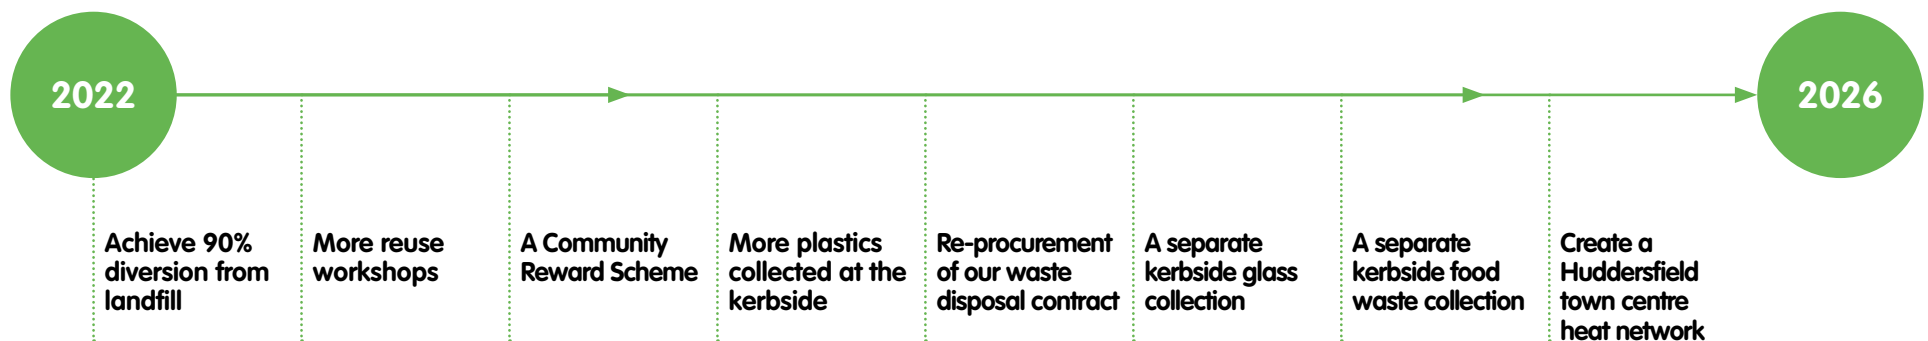 2022
2026
Achieve 90%
diversion from
landfill
More reuse
workshops
A Community
Reward Scheme
More plastics
collected at the
kerbside
Re-procurement
of our waste
disposal contract
A separate
kerbside glass
collection
A separate
kerbside food
waste collection
Create a
Huddersfield
town centre
heat network